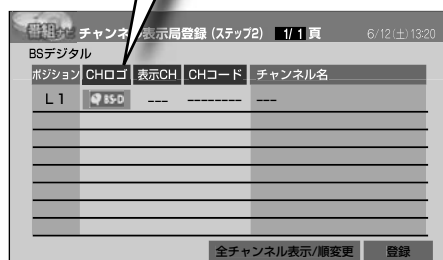 番組ナビ チャンネル表示局登録 (ステップ2) 1/1頁 6/12(土)13:20
BSデジタル
ポジション CHロゴ 表示CH CHコード チャンネル名
L 1 BS-D --- -------- ---
全チャンネル表示/順変更 登録